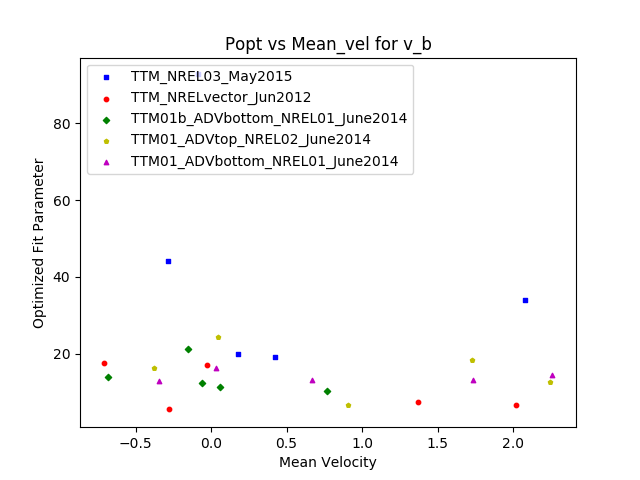 Popt vs Mean_vel for v_b
TTM_NREL03_May2015
TTM_NRELvector_Jun2012
TTM01b_ADVbottom_NREL01_June2014
TTM01_ADVtop_NREL02_June2014
TTM01_ADVbottom_NREL01_June2014
80
60
40
20
Optimized Fit Parameter
−0.5 0.0 0.5 1.0 1.5 2.0
Mean Velocity